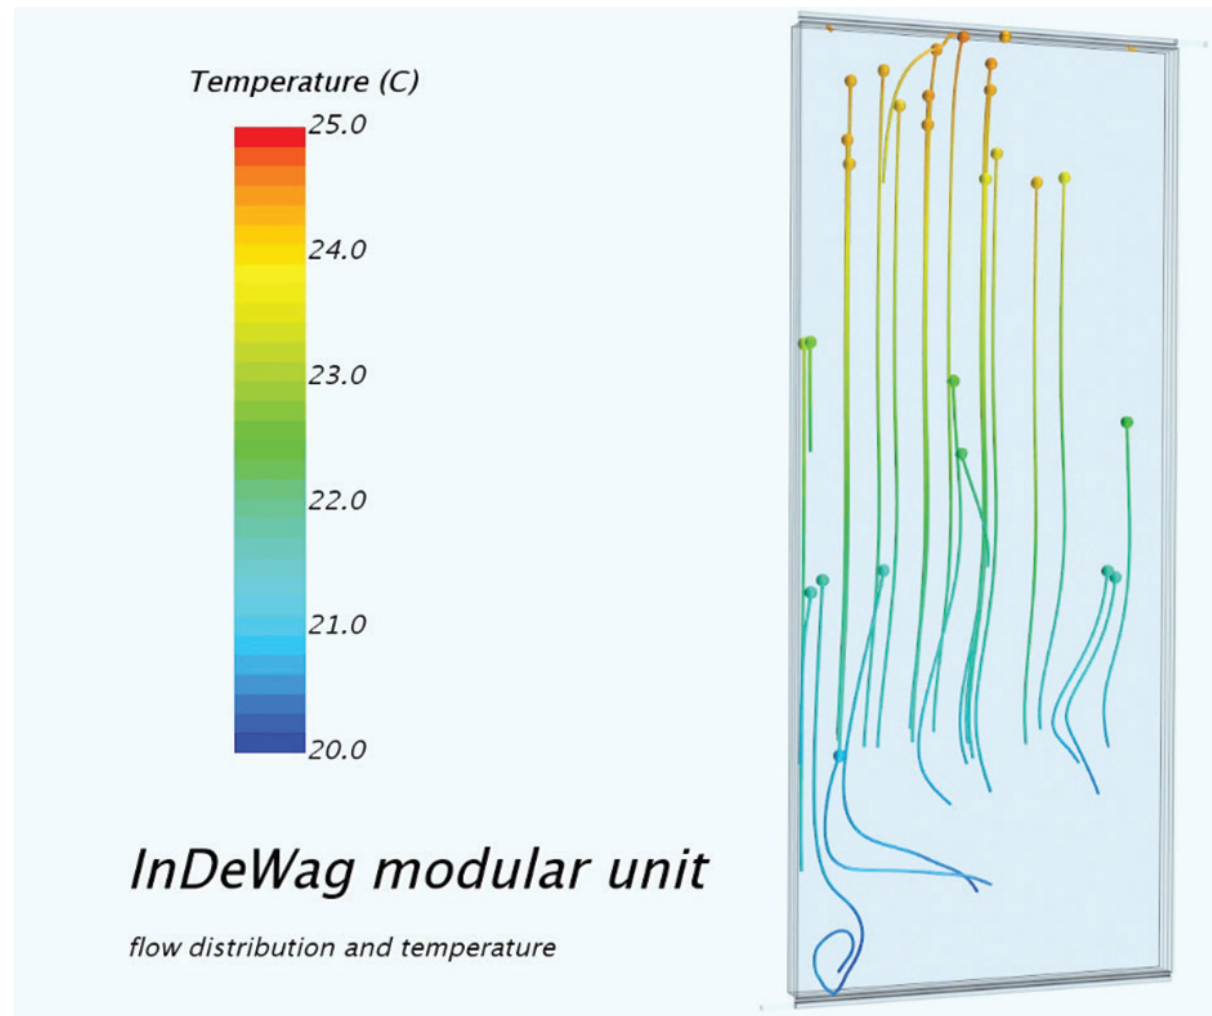 Temperature (C)
25.0
24.0
23.0
22.0
21.0
20.0
InDeWag modular unit
flow distribution and temperature